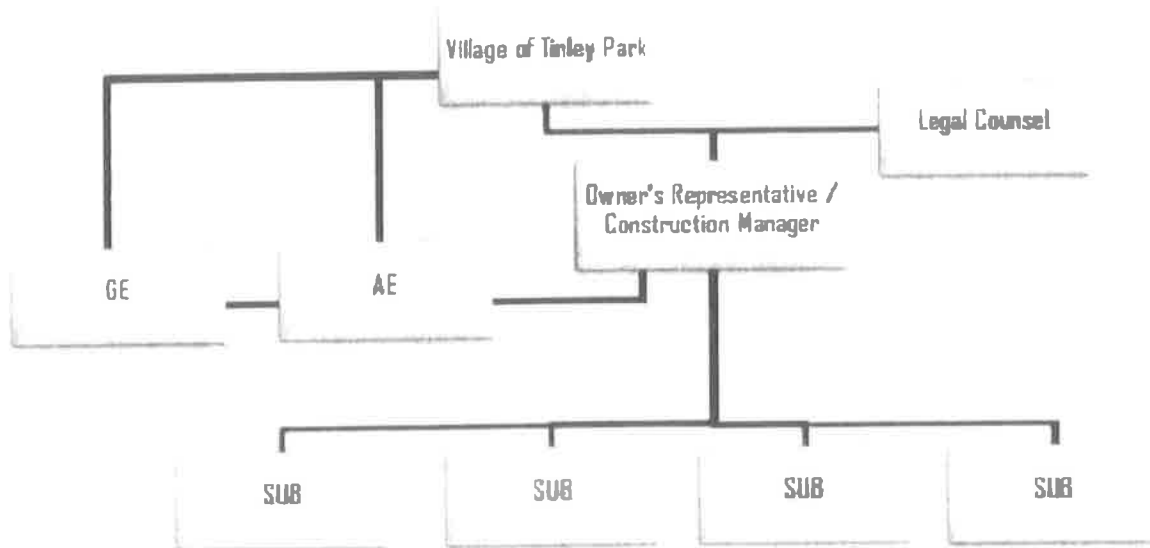 Village of Tinley Park
Legal Counsel
Owner's Representative /
Construction Manager
GE
AE
SUB
SUB
SUB
SUB